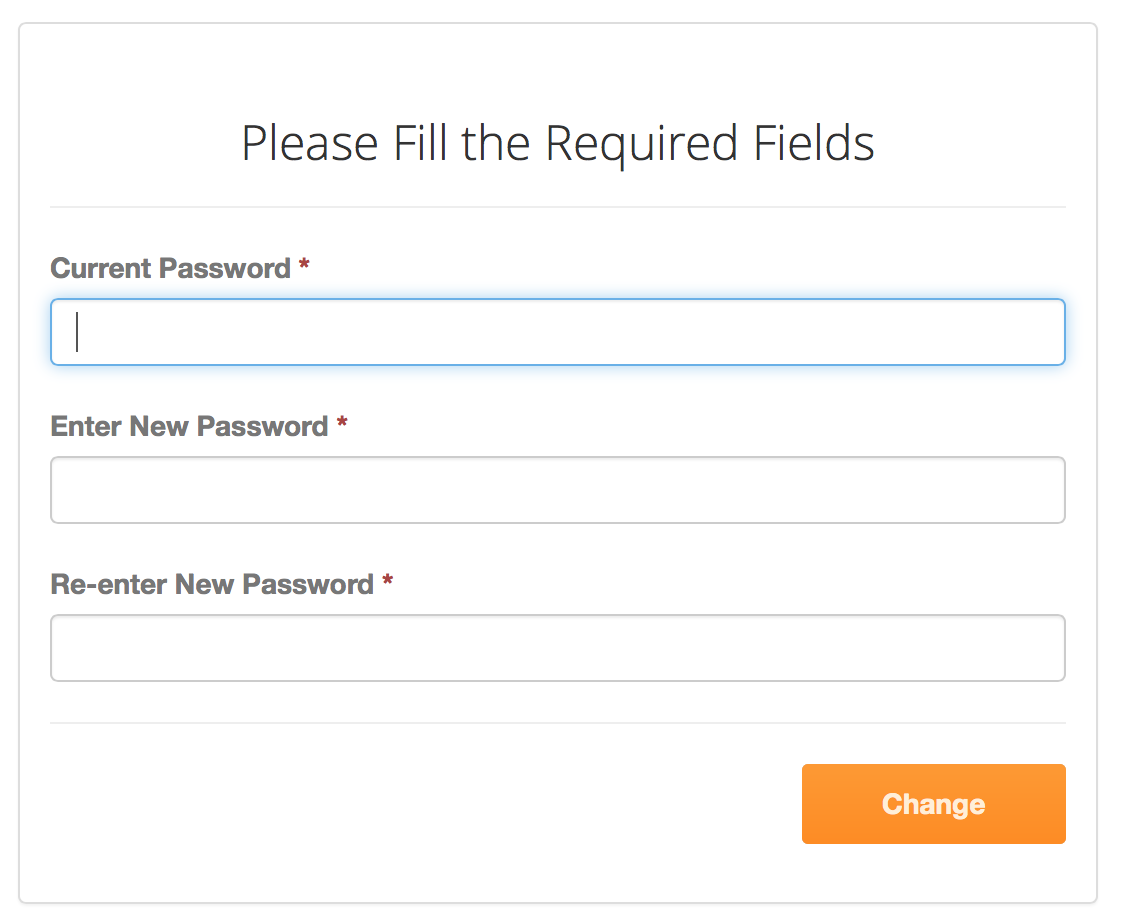 Please Fill the Required Fields
Current Password *
Enter New Password *
Re-enter New Password *
Change